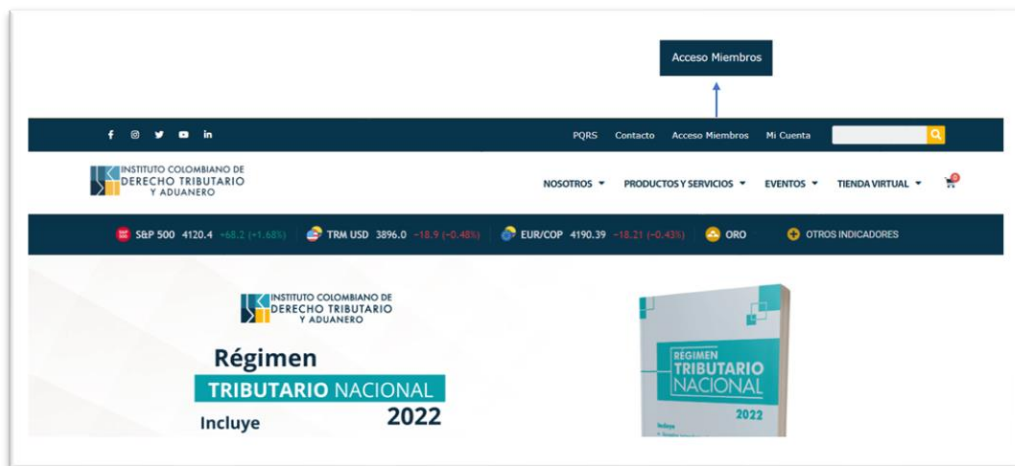 Acceso Miembros
PQRS Contacto Acceso Miembros Mi Cuenta
INSTITUTO COLOMBIANO DE
DERECHO TRIBUTARIO
Y ADUANERO
NOSOTROS PRODUCTOS Y SERVICIOS EVENTOS TIENDA VIRTUAL 0
S&P 500 4120.4 +68.2 (+1.68%) TRM USD 3896.0 -18.9 (-0.48%) EUR/COP 4190.39 -18.21 (-0.43%) ORO OTROS INDICADORES
INSTITUTO COLOMBIANO DE
DERECHO TRIBUTARIO
Y ADUANERO
Régimen
TRIBUTARIO NACIONAL
Incluye 2022
RÉGIMEN
TRIBUTARIO
NACIONAL
2022
Incluye